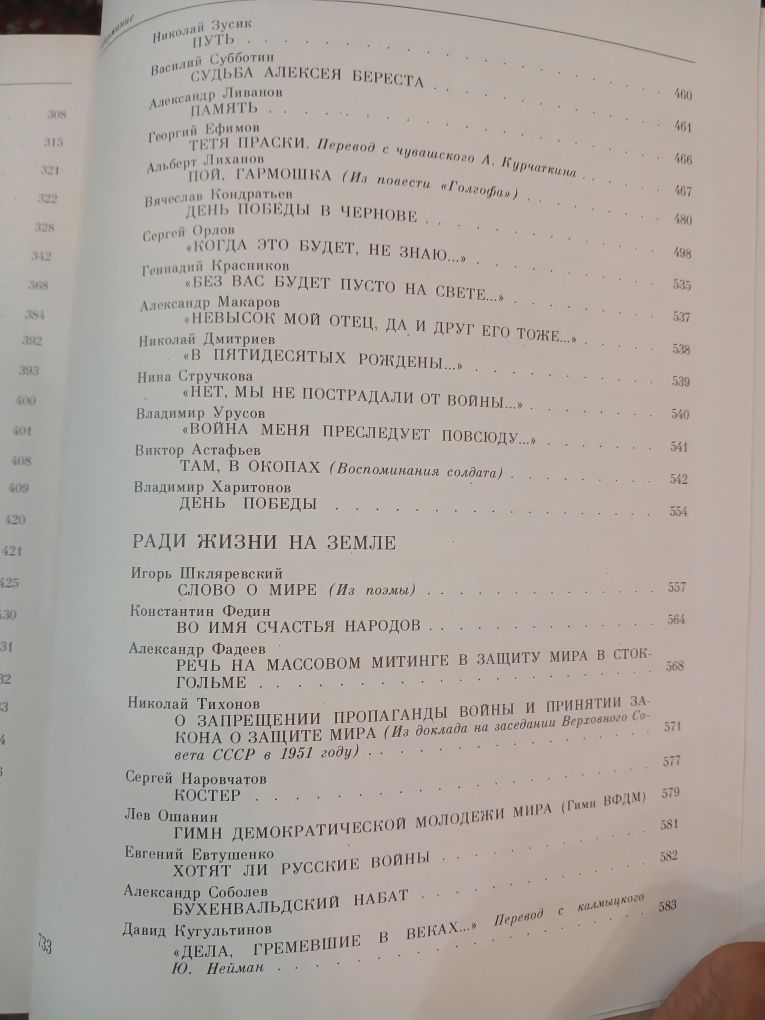 держание
308
315
321
322
328
342
368
384
392
393
400
401
408
409
420
421
425
30
31
32
3
4
733
Николай Зусик
ПУТЬ . . . . . . . . . . . . . . . 460
Василий Субботин
СУДЬБА АЛЕКСЕЯ БЕРЕСТА . . . . . . . . 461
Александр Ливанов
ПАМЯТЬ . . . . . . . . . . . . . . 466
Георгий Ефимов
ТЕТЯ ПРАСКИ. Перевод с чувашского А. Курчаткина . . . 467
Альберт Лиханов
ПОЙ, ГАРМОШКА (Из повести «Голгофа») . . . . . 480
Вячеслав Кондратьев
ДЕНЬ ПОБЕДЫ В ЧЕРНОВЕ . . . . . . . . 498
Сергей Орлов
«КОГДА ЭТО БУДЕТ, НЕ ЗНАЮ...» . . . . . . . 535
Геннадий Красников
«БЕЗ ВАС БУДЕТ ПУСТО НА СВЕТЕ...» . . . . . 537
Александр Макаров
«НЕВЫСОК МОЙ ОТЕЦ, ДА И ДРУГ ЕГО ТОЖЕ...» . . . 538
Николай Дмитриев
«В ПЯТИДЕСЯТЫХ РОЖДЕНЫ...» . . . . . . . 539
Нина Стручкова
«НЕТ, МЫ НЕ ПОСТРАДАЛИ ОТ ВОЙНЫ...» . . . . . 540
Владимир Урусов
«ВОЙНА МЕНЯ ПРЕСЛЕДУЕТ ПОВСЮДУ...» . . . . . 541
Виктор Астафьев
ТАМ, В ОКОПАХ (Воспоминания солдата) . . . . . . 542
Владимир Харитонов
ДЕНЬ ПОБЕДЫ . . . . . . . . . . . . 554
РАДИ ЖИЗНИ НА ЗЕМЛЕ
Игорь Шкляревский
СЛОВО О МИРЕ (Из поэмы) . . . . . . . . . 557
Константин Федин
ВО ИМЯ СЧАСТЬЯ НАРОДОВ . . . . . . . . . 564
Александр Фадеев
РЕЧЬ НА МАССОВОМ МИТИНГЕ В ЗАЩИТУ МИРА В СТОК-
ГОЛЬМЕ . . . . . . . . . . . . . . 568
Николай Тихонов
О ЗАПРЕЩЕНИИ ПРОПАГАНДЫ ВОЙНЫ И ПРИНЯТИИ ЗА-
КОНА О ЗАЩИТЕ МИРА (Из доклада на заседании Верховного Со-
вета СССР в 1951 году) . . . . . . . . . . . 571
Сергей Наровчатов
КОСТЕР . . . . . . . . . . . . . . 577
Лев Ошанин
ГИМН ДЕМОКРАТИЧЕСКОЙ МОЛОДЕЖИ МИРА (Гимн ВФДМ) 579
Евгений Евтушенко
ХОТЯТ ЛИ РУССКИЕ ВОЙНЫ . . . . . . . . 581
Александр Соболев
БУХЕНВАЛЬДСКИЙ НАБАТ . . . . . . . . . 582
Давид Кугультинов
«ДЕЛА, ГРЕМЕВШИЕ В ВЕКАХ...» Перевод с калмыцкого
Ю. Нейман . . . . . . . . . . . . . . 583